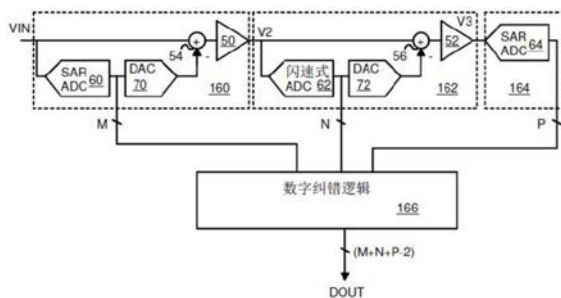 VIN
54
50
V2
56
52
V3
SAR
ADC 60
DAC
70
160
闪速式
ADC 62
DAC
72
162
SAR
ADC 64
164
-
-
M
N
P
数字纠错逻辑
166
(M+N+P-2)
DOUT